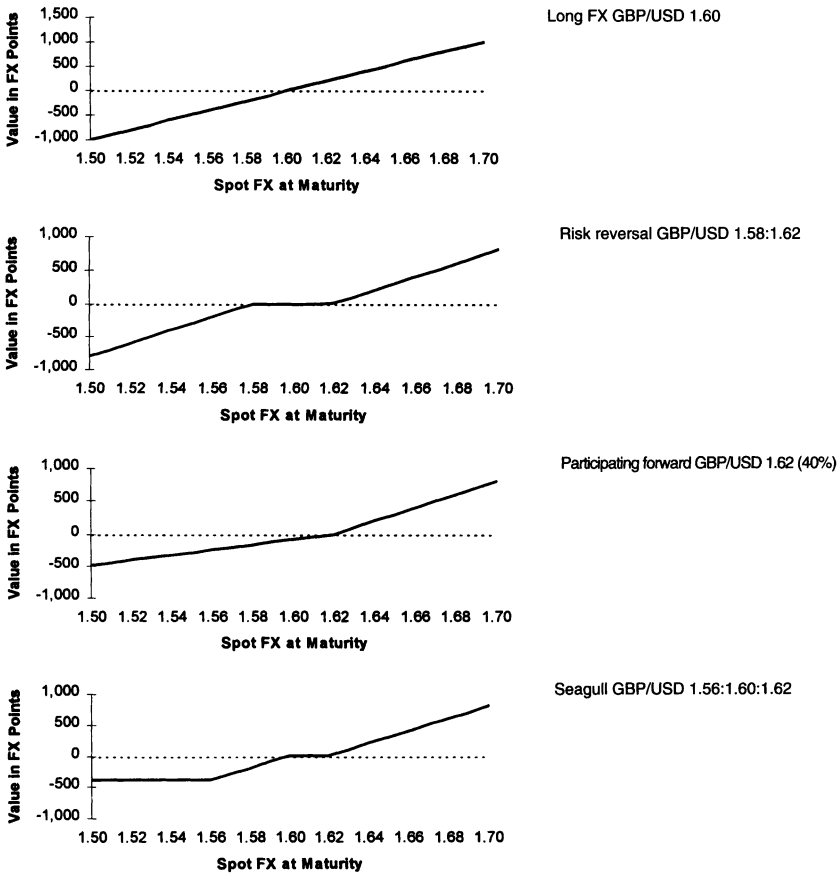 Long FX GBP/USD 1.60
Value in FX Points
1,500
1,000
500
0
-500
-1,000
1.50 1.52 1.54 1.56 1.58 1.60 1.62 1.64 1.66 1.68 1.70
Spot FX at Maturity
Risk reversal GBP/USD 1.58:1.62
Value in FX Points
1,000
500
0
-500
-1,000
1.50 1.52 1.54 1.56 1.58 1.60 1.62 1.64 1.66 1.68 1.70
Spot FX at Maturity
Participating forward GBP/USD 1.62 (40%)
Value in FX Points
1,000
500
0
-500
-1,000
1.50 1.52 1.54 1.56 1.58 1.60 1.62 1.64 1.66 1.68 1.70
Spot FX at Maturity
Seagull GBP/USD 1.56:1.60:1.62
Value in FX Points
1,000
500
0
-500
-1,000
1.50 1.52 1.54 1.56 1.58 1.60 1.62 1.64 1.66 1.68 1.70
Spot FX at Maturity